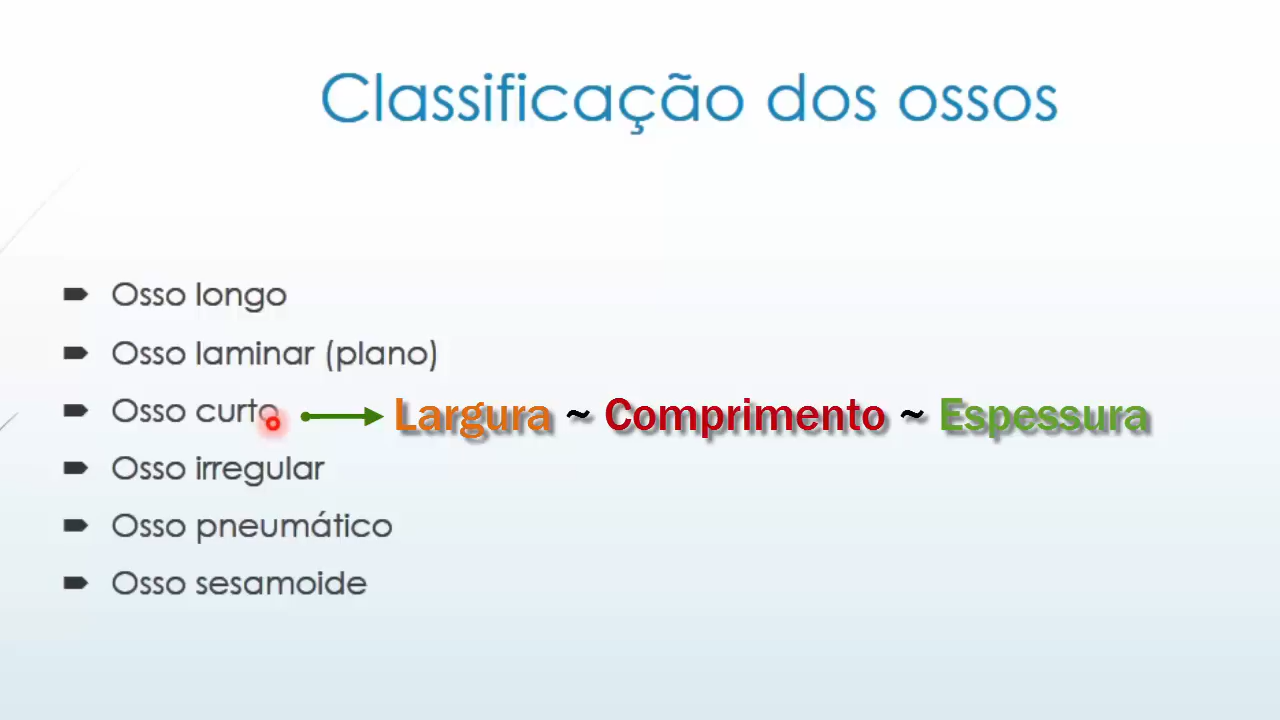 Classificação dos ossos
Osso longo
Osso laminar (plano)
Osso curto Largura ~ Comprimento ~ Espessura
Osso irregular
Osso pneumático
Osso sesamoide